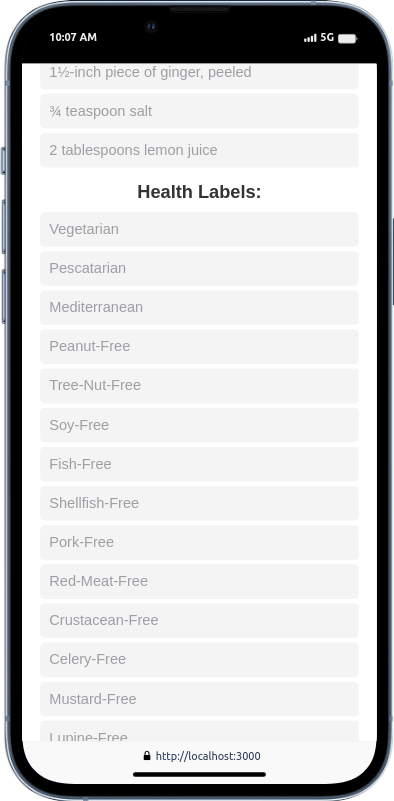 10:07 AM
5G
1½-inch piece of ginger, peeled
¾ teaspoon salt
2 tablespoons lemon juice
Health Labels:
Vegetarian
Pescatarian
Mediterranean
Peanut-Free
Tree-Nut-Free
Soy-Free
Fish-Free
Shellfish-Free
Pork-Free
Red-Meat-Free
Crustacean-Free
Celery-Free
Mustard-Free
Lupine-Free
http://localhost:3000